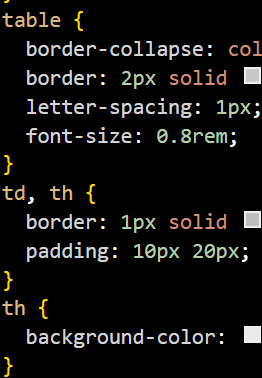 }
table {
border-collapse: col
border: 2px solid
letter-spacing: 1px;
font-size: 0.8rem;
}
td, th {
border: 1px solid
padding: 10px 20px;
}
th {
background-color:
}